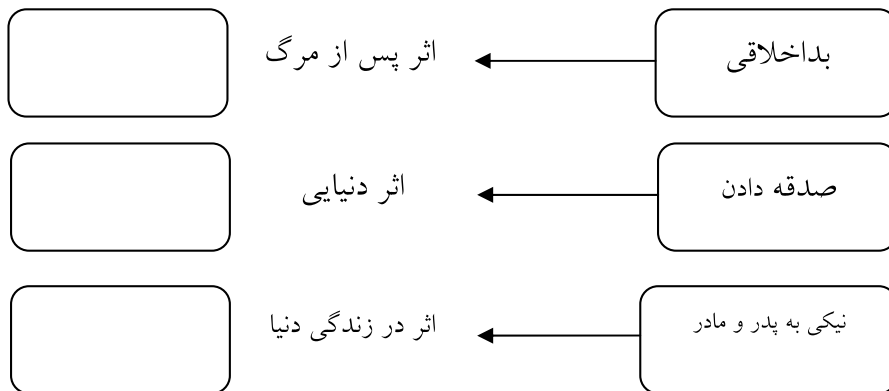 بداخلاقی
اثر پس از مرگ
صدقه دادن
اثر دنیایی
نیکی به پدر و مادر
اثر در زندگی دنیا